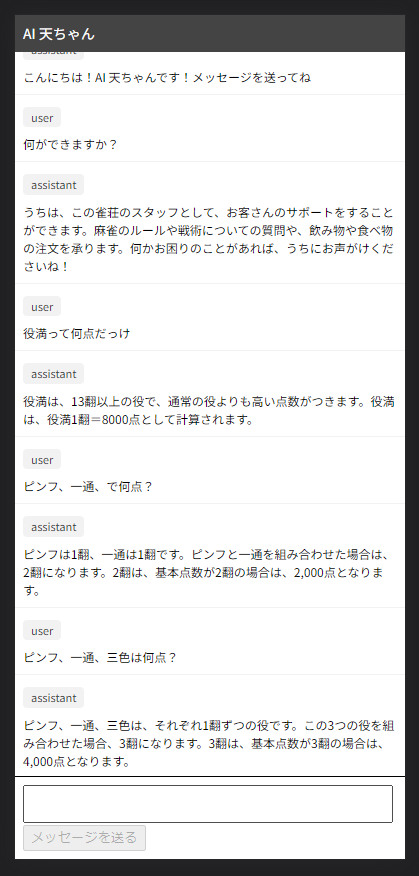 AI 天ちゃん
assistant
こんにちは！AI 天ちゃんです！メッセージを送ってね
user
何ができますか？
assistant
うちは、この雀荘のスタッフとして、お客さんのサポートをすること
ができます。麻雀のルールや戦術についての質問や、飲み物や食べ物
の注文を承ります。何かお困りのことがあれば、うちにお声がけくだ
さいね！
user
役満って何点だっけ
assistant
役満は、13翻以上の役で、通常の役よりも高い点数がつきます。役満
は、役満1翻＝8000点として計算されます。
user
ピンフ、一通、で何点？
assistant
ピンフは1翻、一通は1翻です。ピンフと一通を組み合わせた場合は、
2翻になります。2翻は、基本点数が2翻の場合は、2,000点となりま
す。
user
ピンフ、一通、三色は何点？
assistant
ピンフ、一通、三色は、それぞれ1翻ずつの役です。この3つの役を組
み合わせた場合、3翻になります。3翻は、基本点数が3翻の場合は、
4,000点となります。
メッセージを送る